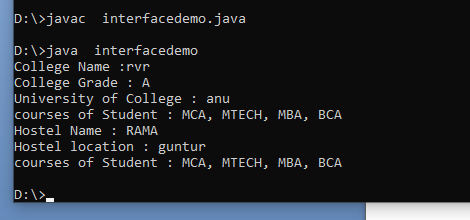 D:\>javac  interfacedemo.java
D:\>java  interfacedemo
College Name :rvr
College Grade : A
University of College : anu
courses of Student : MCA, MTECH, MBA, BCA
Hostel Name : RAMA
Hostel location : guntur
courses of Student : MCA, MTECH, MBA, BCA
D:\>